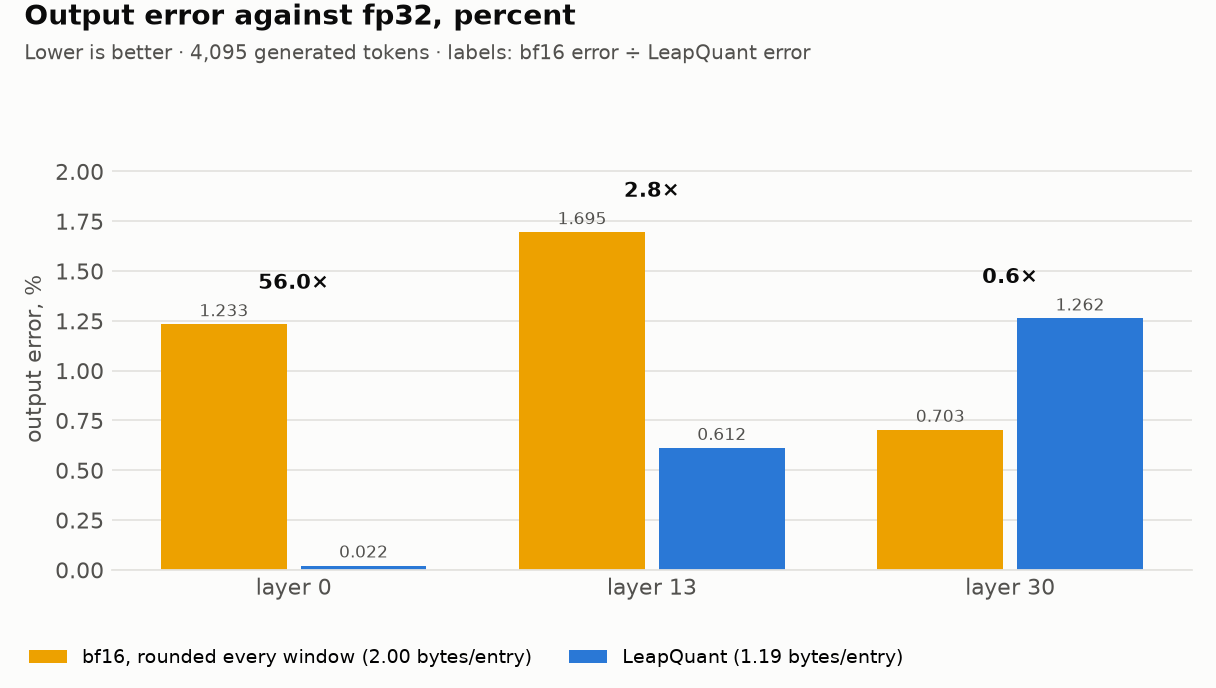 Output error against fp32, percent
Lower is better · 4,095 generated tokens · labels: bf16 error ÷ LeapQuant error
output error, %
2.00
1.75
1.50
1.25
1.00
0.75
0.50
0.25
0.00
56.0×
1.233
0.022
2.8×
1.695
0.612
0.6×
0.703
1.262
layer 0
layer 13
layer 30
bf16, rounded every window (2.00 bytes/entry)
LeapQuant (1.19 bytes/entry)